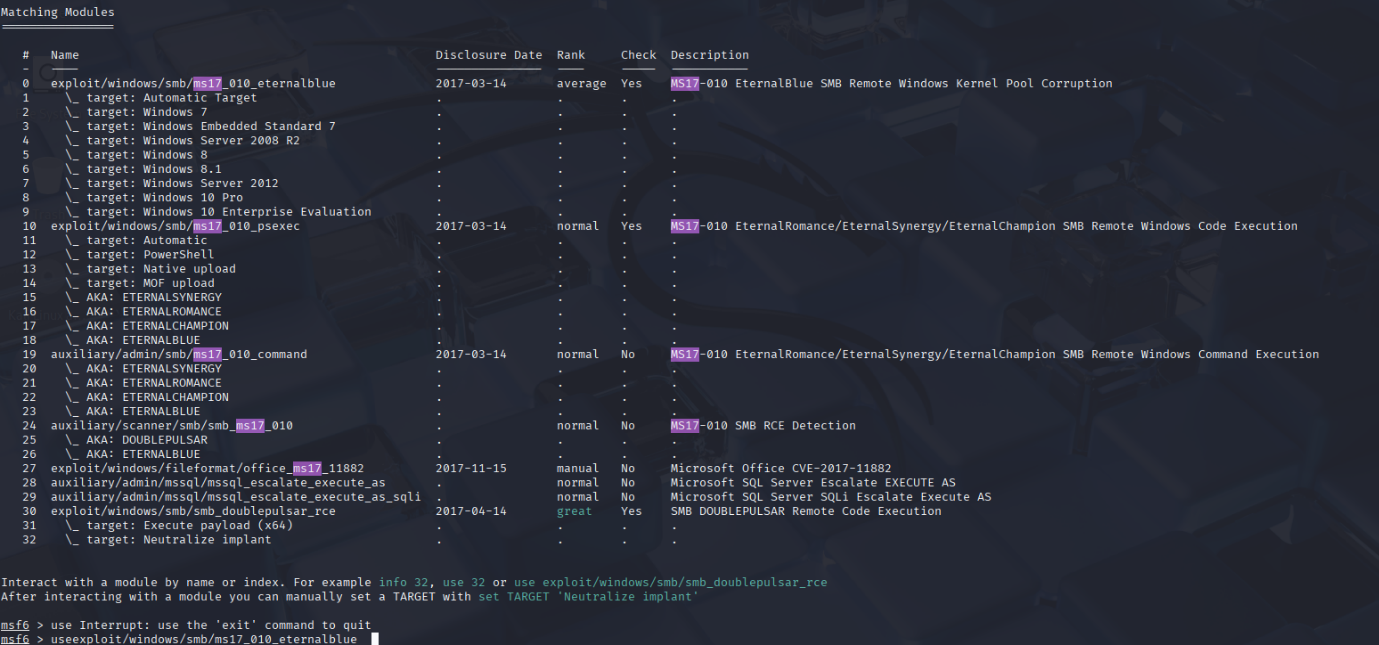 Matching Modules
================
# Name Disclosure Date Rank Check Description
- ---- --------------- ---- ----- -----------
0 exploit/windows/smb/ms17_010_eternalblue 2017-03-14 average Yes MS17-010 EternalBlue SMB Remote Windows Kernel Pool Corruption
1 \_ target: Automatic Target . . . .
2 \_ target: Windows 7 . . . .
3 \_ target: Windows Embedded Standard 7 . . . .
4 \_ target: Windows Server 2008 R2 . . . .
5 \_ target: Windows 8 . . . .
6 \_ target: Windows 8.1 . . . .
7 \_ target: Windows Server 2012 . . . .
8 \_ target: Windows 10 Pro . . . .
9 \_ target: Windows 10 Enterprise Evaluation . . . .
10 exploit/windows/smb/ms17_010_psexec 2017-03-14 normal Yes MS17-010 EternalRomance/EternalSynergy/EternalChampion SMB Remote Windows Code Execution
11 \_ target: Automatic . . . .
12 \_ target: PowerShell . . . .
13 \_ target: Native upload . . . .
14 \_ target: MOF upload . . . .
15 \_ AKA: ETERNALSYNERGY . . . .
16 \_ AKA: ETERNALROMANCE . . . .
17 \_ AKA: ETERNALCHAMPION . . . .
18 \_ AKA: ETERNALBLUE . . . .
19 auxiliary/admin/smb/ms17_010_command 2017-03-14 normal No MS17-010 EternalRomance/EternalSynergy/EternalChampion SMB Remote Windows Command Execution
20 \_ AKA: ETERNALSYNERGY . . . .
21 \_ AKA: ETERNALROMANCE . . . .
22 \_ AKA: ETERNALCHAMPION . . . .
23 \_ AKA: ETERNALBLUE . . . .
24 auxiliary/scanner/smb/smb_ms17_010 . normal No MS17-010 SMB RCE Detection
25 \_ AKA: DOUBLEPULSAR . . . .
26 \_ AKA: ETERNALBLUE . . . .
27 exploit/windows/fileformat/office_ms17_11882 2017-11-15 manual No Microsoft Office CVE-2017-11882
28 auxiliary/admin/mssql/mssql_escalate_execute_as . normal No Microsoft SQL Server Escalate EXECUTE AS
29 auxiliary/admin/mssql/mssql_escalate_execute_as_sqli . normal No Microsoft SQL Server SQLi Escalate Execute AS
30 exploit/windows/smb/smb_doublepulsar_rce 2017-04-14 great Yes SMB DOUBLEPULSAR Remote Code Execution
31 \_ target: Execute payload (x64) . . . .
32 \_ target: Neutralize implant . . . .
Interact with a module by name or index. For example info 32, use 32 or use exploit/windows/smb/smb_doublepulsar_rce
After interacting with a module you can manually set a TARGET with set TARGET 'Neutralize implant'
msf6 > use Interrupt: use the 'exit' command to quit
msf6 > useexploit/windows/smb/ms17_010_eternalblue